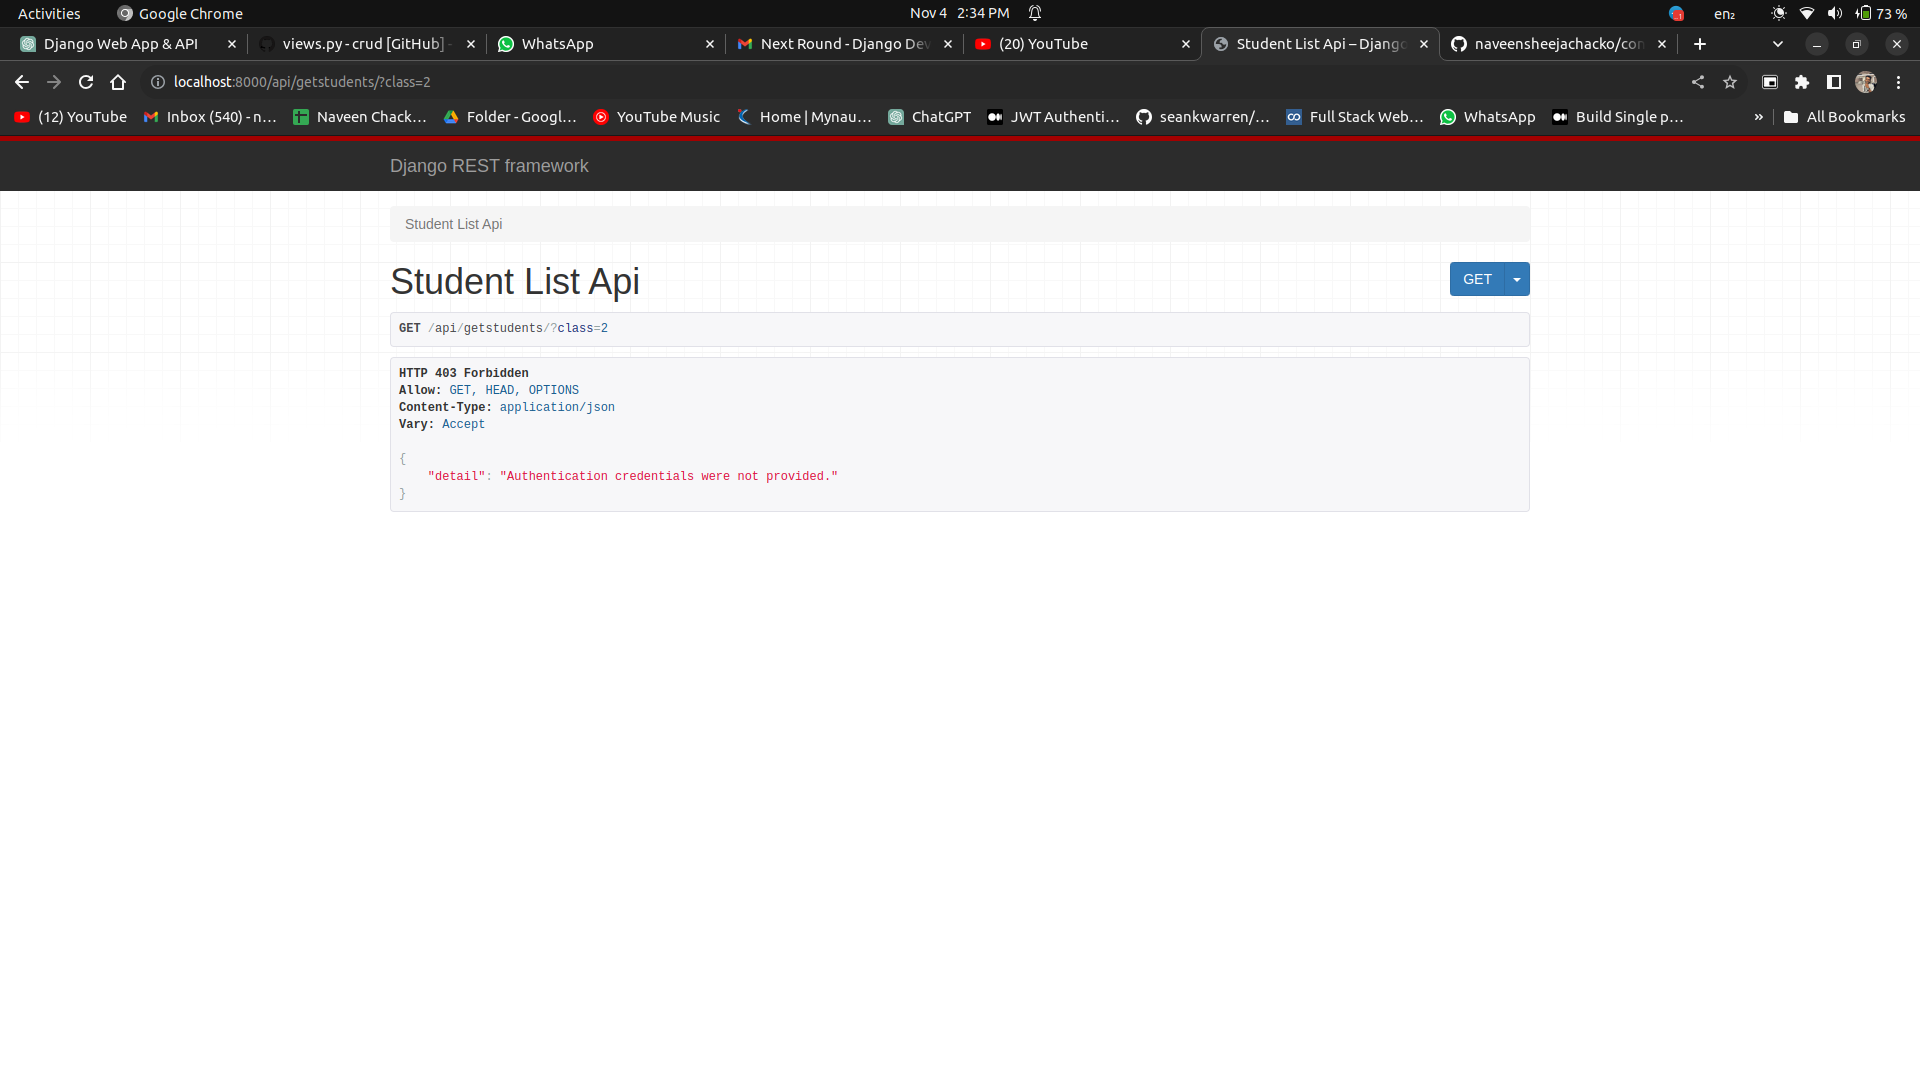 Activities
Google Chrome
Nov 4 2:34 PM
en₂
73 %
Django Web App & API
views.py - crud [GitHub] -
WhatsApp
Next Round - Django Dev
(20) YouTube
Student List Api – Django
naveensheejachacko/con
localhost:8000/api/getstudents/?class=2
(12) YouTube
Inbox (540) - n...
Naveen Chack...
Folder - Googl...
YouTube Music
Home | Mynau...
ChatGPT
JWT Authenti...
seankwarren/...
Full Stack Web...
WhatsApp
Build Single p...
»
All Bookmarks
Django REST framework
Student List Api
Student List Api
GET
GET /api/getstudents/?class=2
HTTP 403 Forbidden
Allow: GET, HEAD, OPTIONS
Content-Type: application/json
Vary: Accept
{
"detail": "Authentication credentials were not provided."
}